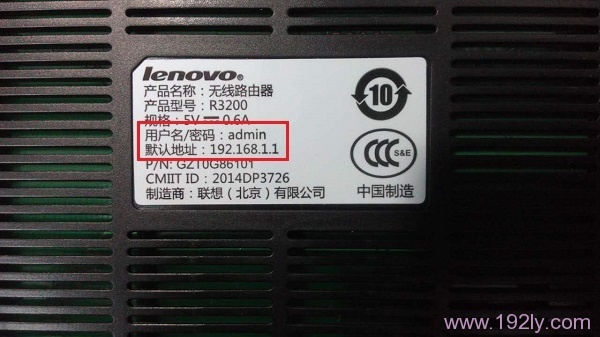 lenovo®
产品名称：无线路由器
产品型号：R3200
规格：5V ⎓ 0.6A
用户名/密码：admin
默认地址：192.168.1.1
P/N: GZT0G86101
CMIIT ID：2014DP3726
制造商：联想（北京）有限公司
10
CCC S&E
中国制造
www.192ly.com